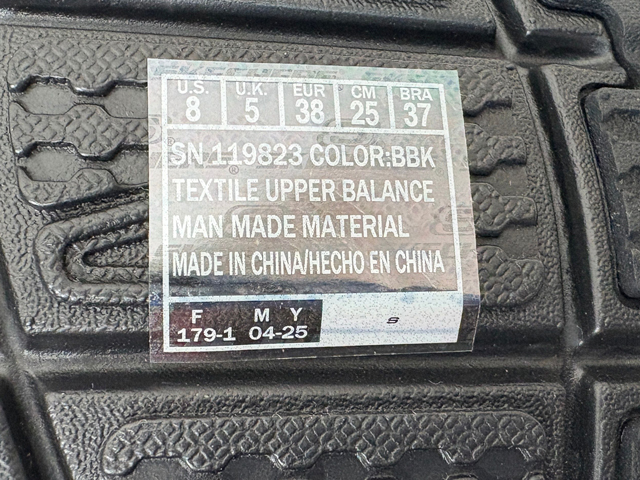 U.S. U.K. EUR CM BRA
8 5 38 25 37
SN 119823 COLOR:BBK
TEXTILE UPPER BALANCE
MAN MADE MATERIAL
MADE IN CHINA/HECHO EN CHINA
F M Y
179-1 04-25
S